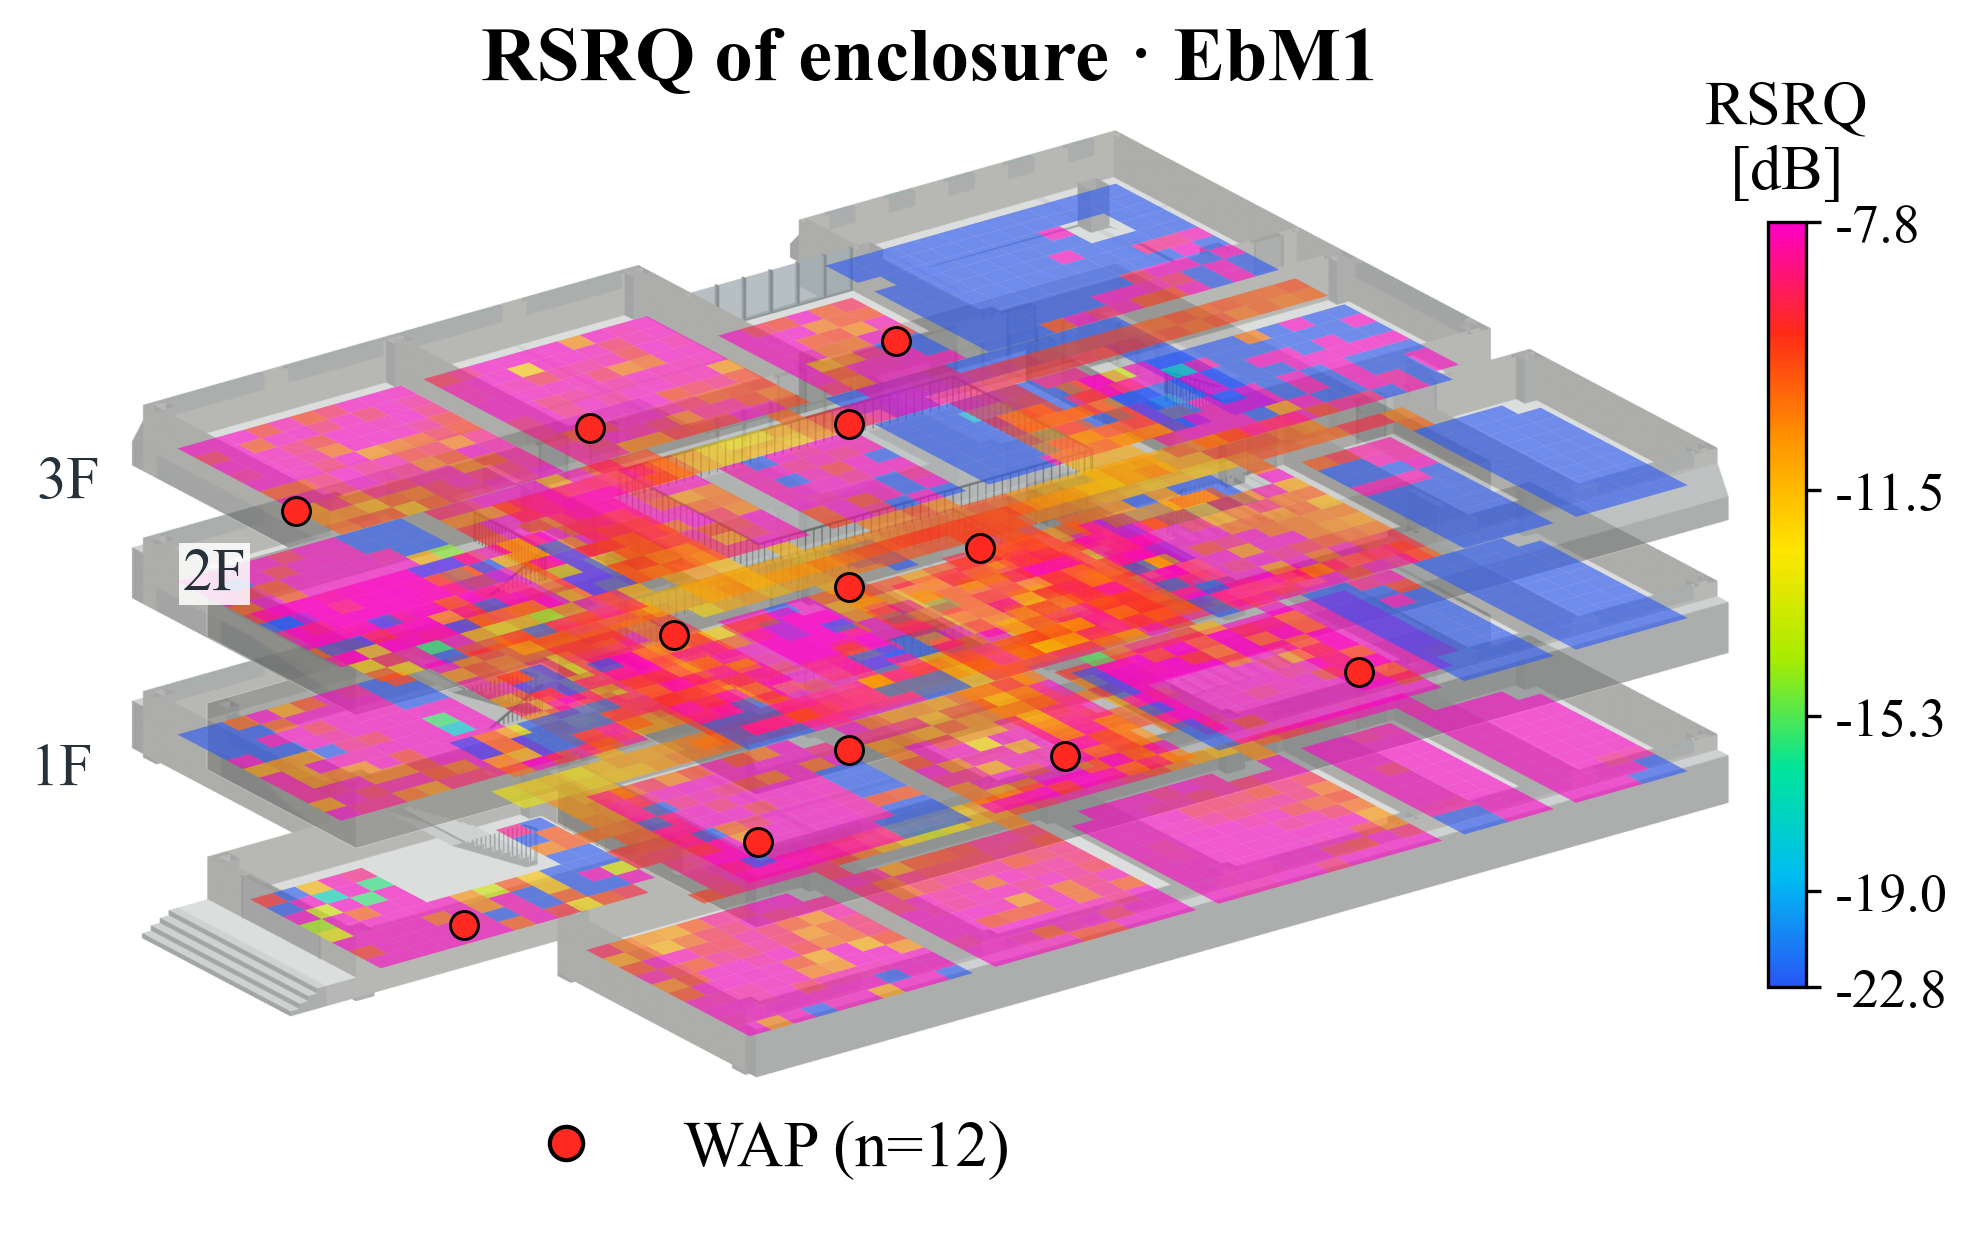 RSRQ of enclosure · EbM1
RSRQ
[dB]
-7.8
-11.5
-15.3
-19.0
-22.8
3F
2F
1F
WAP (n=12)